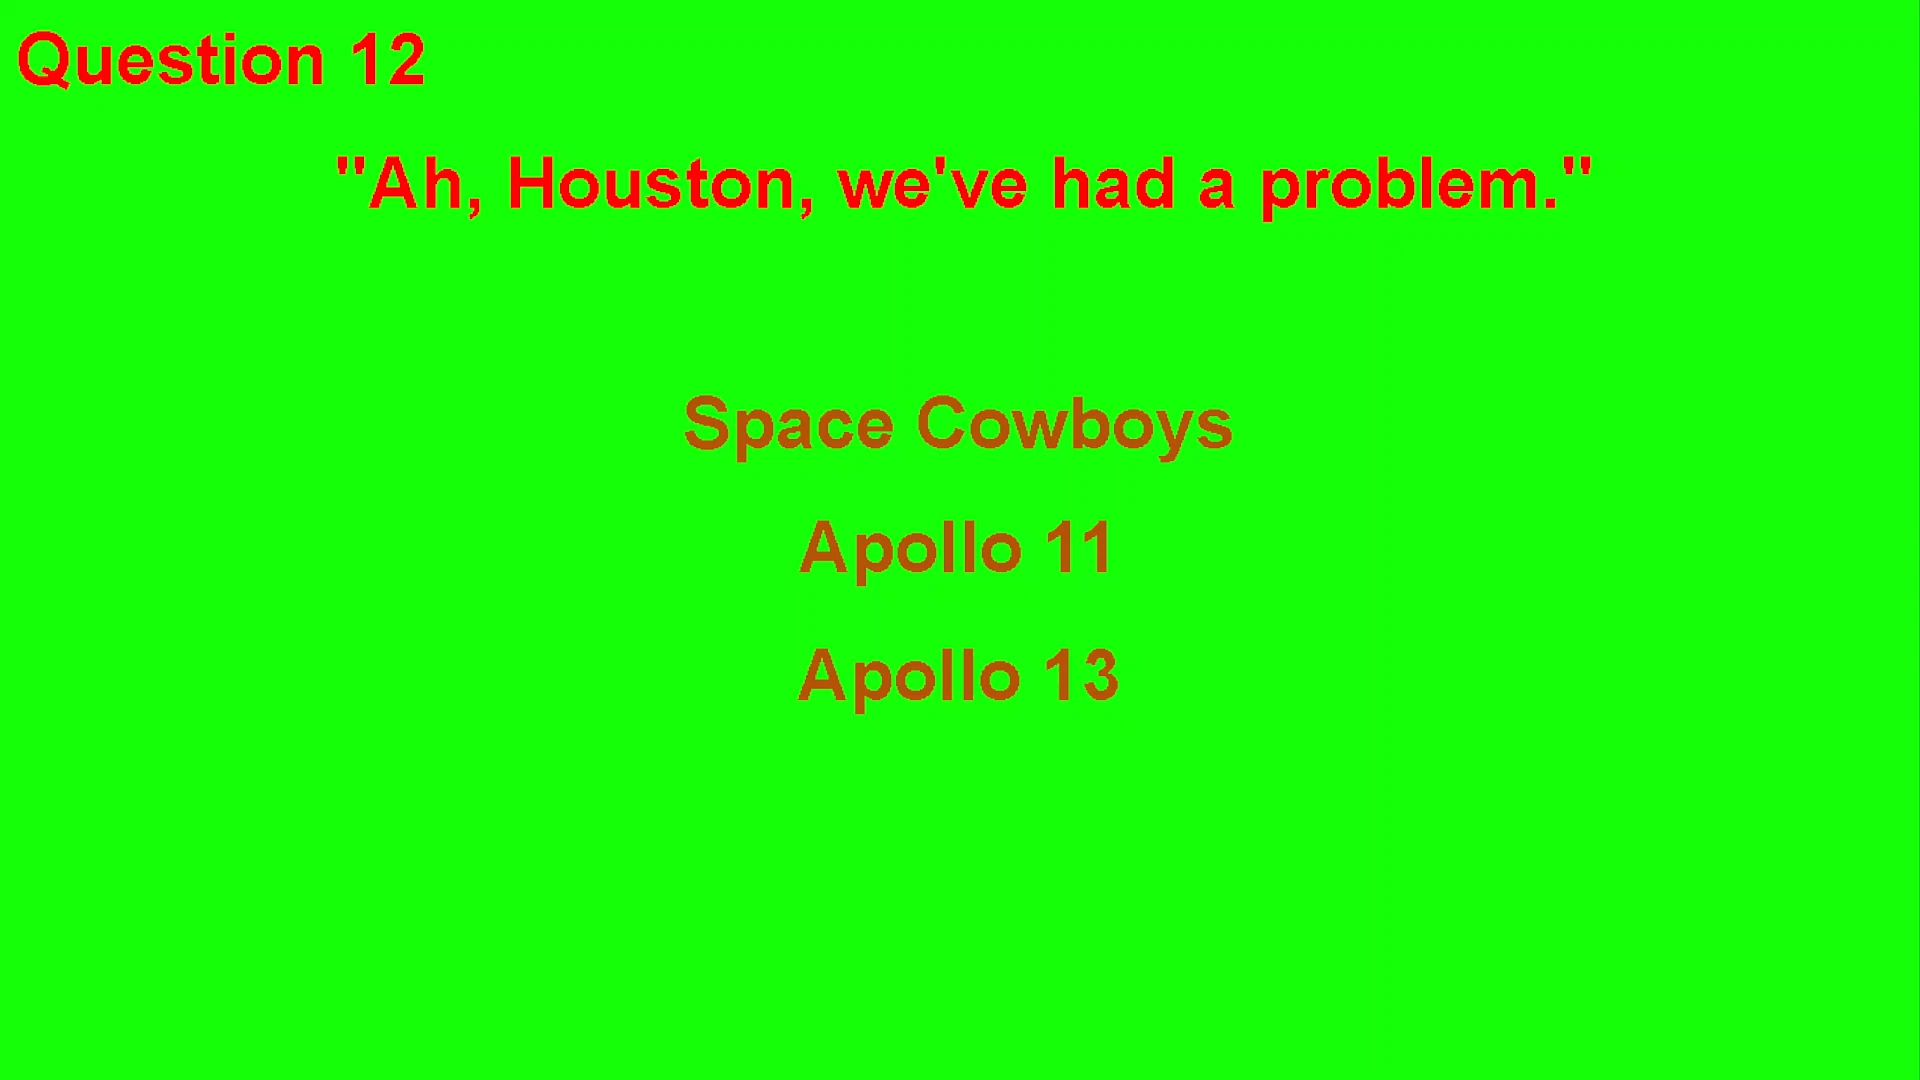 Question 12
"Ah, Houston, we've had a problem."
Space Cowboys
Apollo 11
Apollo 13